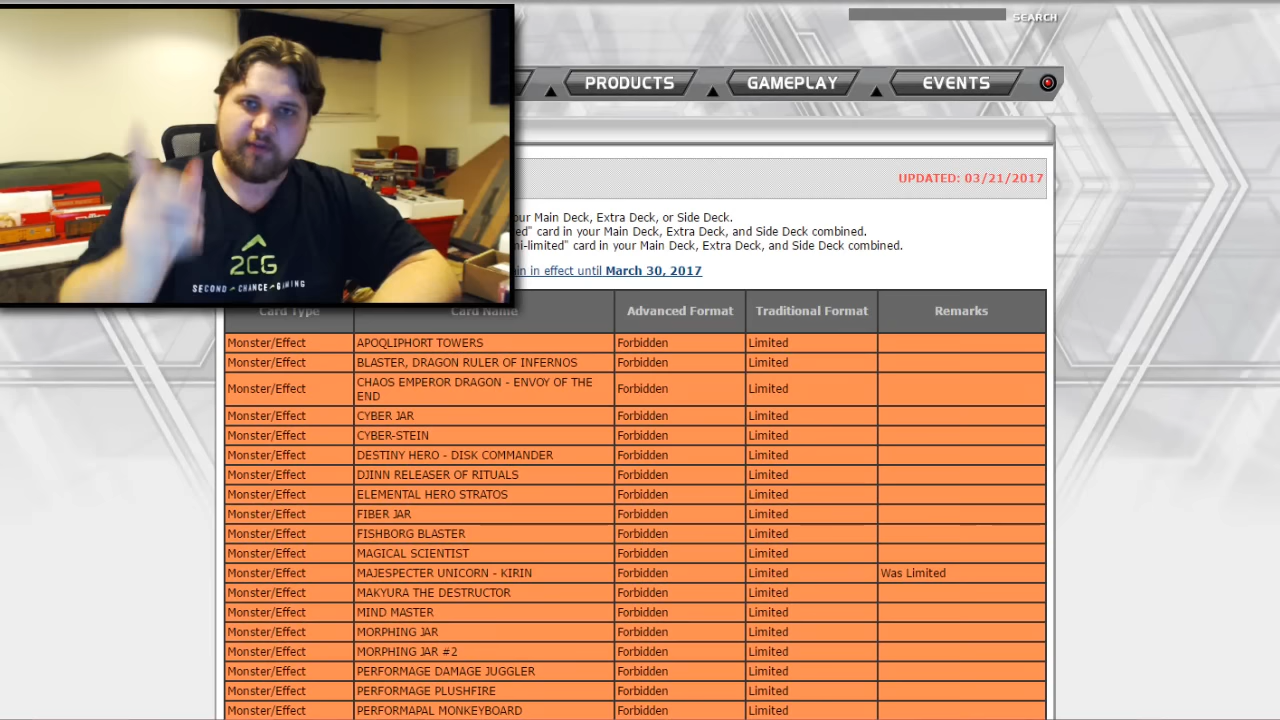 SEARCH
PRODUCTS
GAMEPLAY
EVENTS
2CG
SECOND CHANCE GAMING
UPDATED: 03/21/2017
ur Main Deck, Extra Deck, or Side Deck.
ed" card in your Main Deck, Extra Deck, and Side Deck combined.
ni-limited" card in your Main Deck, Extra Deck, and Side Deck combined.
in in effect until March 30, 2017
Card Type Card Name Advanced Format Traditional Format Remarks
Monster/Effect APOQLIPHORT TOWERS Forbidden Limited
Monster/Effect BLASTER, DRAGON RULER OF INFERNOS Forbidden Limited
Monster/Effect CHAOS EMPEROR DRAGON - ENVOY OF THE Forbidden Limited
END
Monster/Effect CYBER JAR Forbidden Limited
Monster/Effect CYBER-STEIN Forbidden Limited
Monster/Effect DESTINY HERO - DISK COMMANDER Forbidden Limited
Monster/Effect DJINN RELEASER OF RITUALS Forbidden Limited
Monster/Effect ELEMENTAL HERO STRATOS Forbidden Limited
Monster/Effect FIBER JAR Forbidden Limited
Monster/Effect FISHBORG BLASTER Forbidden Limited
Monster/Effect MAGICAL SCIENTIST Forbidden Limited
Monster/Effect MAJESPECTER UNICORN - KIRIN Forbidden Limited Was Limited
Monster/Effect MAKYURA THE DESTRUCTOR Forbidden Limited
Monster/Effect MIND MASTER Forbidden Limited
Monster/Effect MORPHING JAR Forbidden Limited
Monster/Effect MORPHING JAR #2 Forbidden Limited
Monster/Effect PERFORMAGE DAMAGE JUGGLER Forbidden Limited
Monster/Effect PERFORMAGE PLUSHFIRE Forbidden Limited
Monster/Effect PERFORMAPAL MONKEYBOARD Forbidden Limited